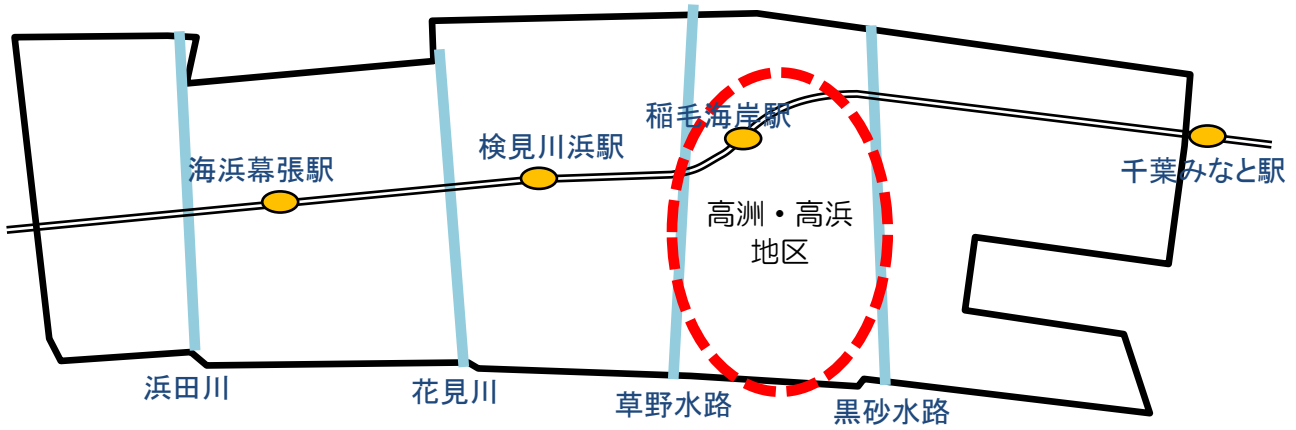 稲毛海岸駅
検見川浜駅
海浜幕張駅
千葉みなと駅
高洲・高浜
地区
浜田川
花見川
草野水路
黒砂水路